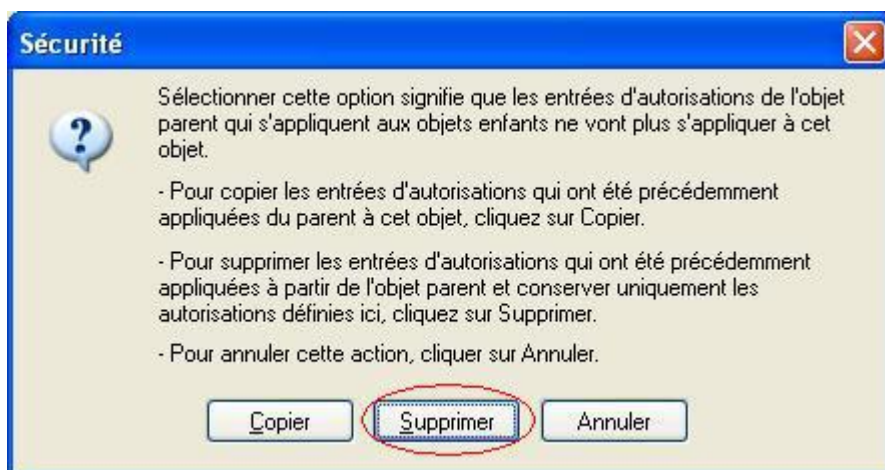 Sécurité
Sélectionner cette option signifie que les entrées d'autorisations de l'objet
parent qui s'appliquent aux objets enfants ne vont plus s'appliquer à cet
objet.
- Pour copier les entrées d'autorisations qui ont été précédemment
appliquées du parent à cet objet, cliquez sur Copier.
- Pour supprimer les entrées d'autorisations qui ont été précédemment
appliquées à partir de l'objet parent et conserver uniquement les
autorisations définies ici, cliquez sur Supprimer.
- Pour annuler cette action, cliquer sur Annuler.
Copier Supprimer Annuler